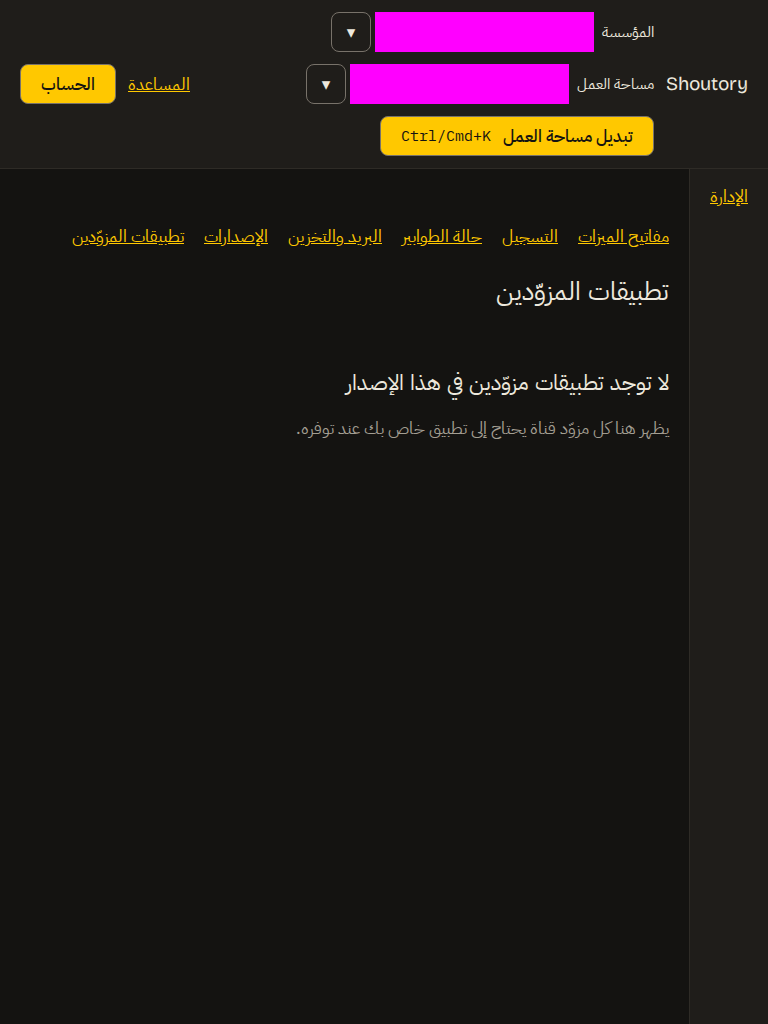 المؤسسة ▼
Shoutory مساحة العمل ▼ المساعدة الحساب
تبديل مساحة العمل Ctrl/Cmd+K
الإدارة
مفاتيح الميزات التسجيل حالة الطوابير البريد والتخزين الإصدارات تطبيقات المزوّدين
تطبيقات المزوّدين
لا توجد تطبيقات مزوّدين في هذا الإصدار
يظهر هنا كل مزوّد قناة يحتاج إلى تطبيق خاص بك عند توفره.